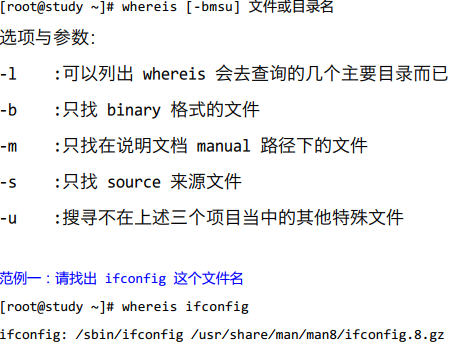 [root@study ~]# whereis [-bmsu] 文件或目录名
选项与参数:
-l :可以列出 whereis 会去查询的几个主要目录而已
-b :只找 binary 格式的文件
-m :只找在说明文档 manual 路径下的文件
-s :只找 source 来源文件
-u :搜寻不在上述三个项目当中的其他特殊文件
范例一:请找出 ifconfig 这个文件名
[root@study ~]# whereis ifconfig
ifconfig: /sbin/ifconfig /usr/share/man/man8/ifconfig.8.gz